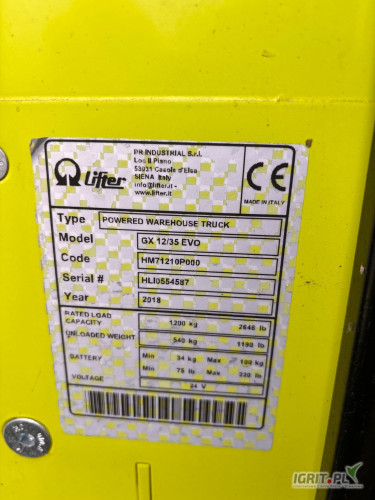 Lifter
PR INDUSTRIAL S.r.L
Loc Il Piano
53031 Casole d'Elsa
SIENA Italy
info@lifter.it -
www.lifter.it
CE
MADE IN ITALY
Type POWERED WAREHOUSE TRUCK
Model GX 12/35 EVO
Code HM71210P000
Serial # HLI0554587
Year 2018
RATED LOAD CAPACITY 1200 kg 2646 lb
UNLOADED WEIGHT 540 kg 1190 lb
BATTERY Min 34 kg Max 100 kg
Min 75 lb Max 220 lb
VOLTAGE 24 V
IGRIT.PL